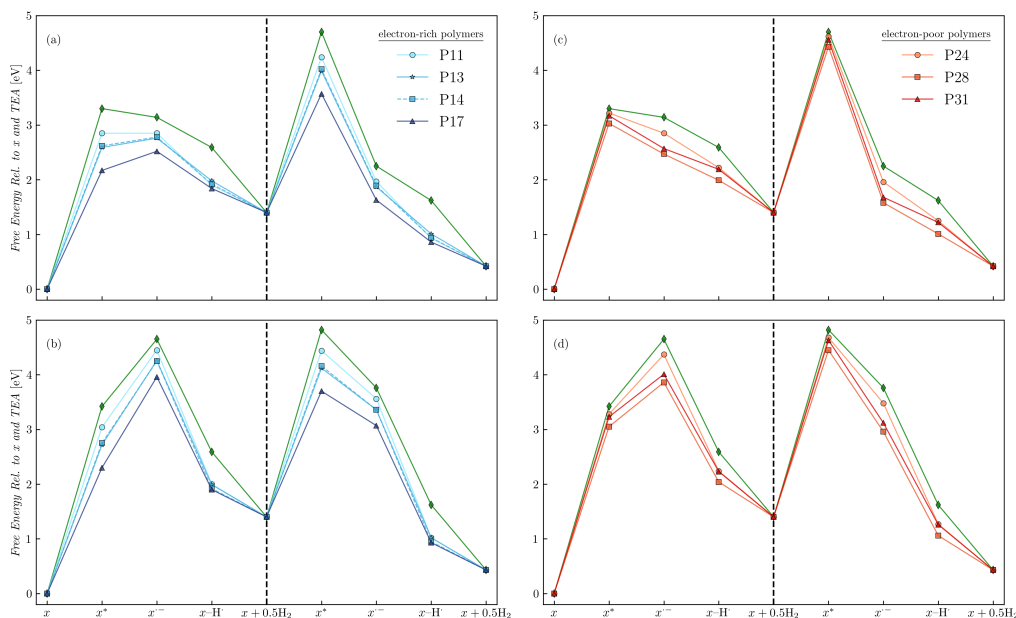 (a)
electron-rich polymers
P11
P13
P14
P17
5
4
3
2
1
0
Free Energy Rel. to x and TEA [eV]
(c)
electron-poor polymers
P24
P28
P31
5
4
3
2
1
0
(b)
5
4
3
2
1
0
Free Energy Rel. to x and TEA [eV]
x x* x·− x–H· x + 0.5H₂ x* x·− x–H· x + 0.5H₂
(d)
5
4
3
2
1
0
x x* x·− x–H· x + 0.5H₂ x* x·− x–H· x + 0.5H₂